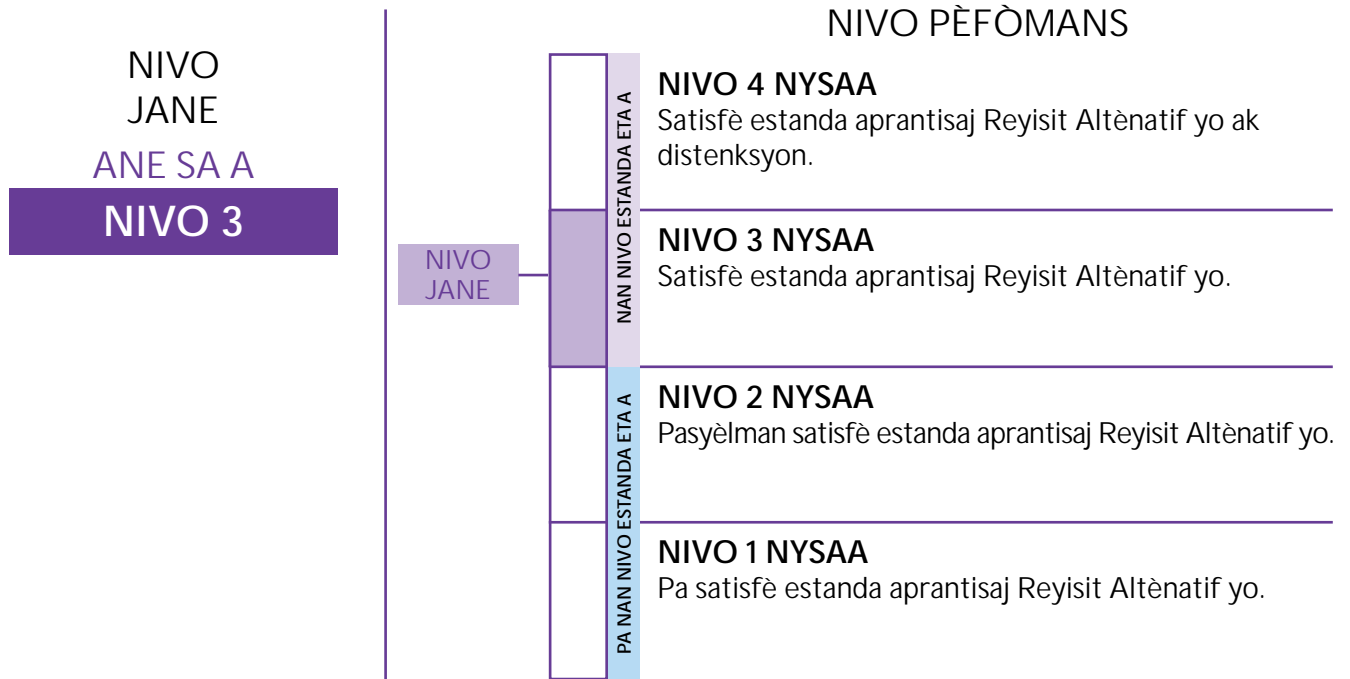 NIVO
JANE
ANE SA A
NIVO 3
NIVO PÈFÒMANS
NIVO
JANE
NAN NIVO ESTANDA ETA A
PA NAN NIVO ESTANDA ETA A
NIVO 4 NYSAA
Satisfè estanda aprantisaj Reyisit Altènatif yo ak
distenksyon.
NIVO 3 NYSAA
Satisfè estanda aprantisaj Reyisit Altènatif yo.
NIVO 2 NYSAA
Pasyèlman satisfè estanda aprantisaj Reyisit Altènatif yo.
NIVO 1 NYSAA
Pa satisfè estanda aprantisaj Reyisit Altènatif yo.